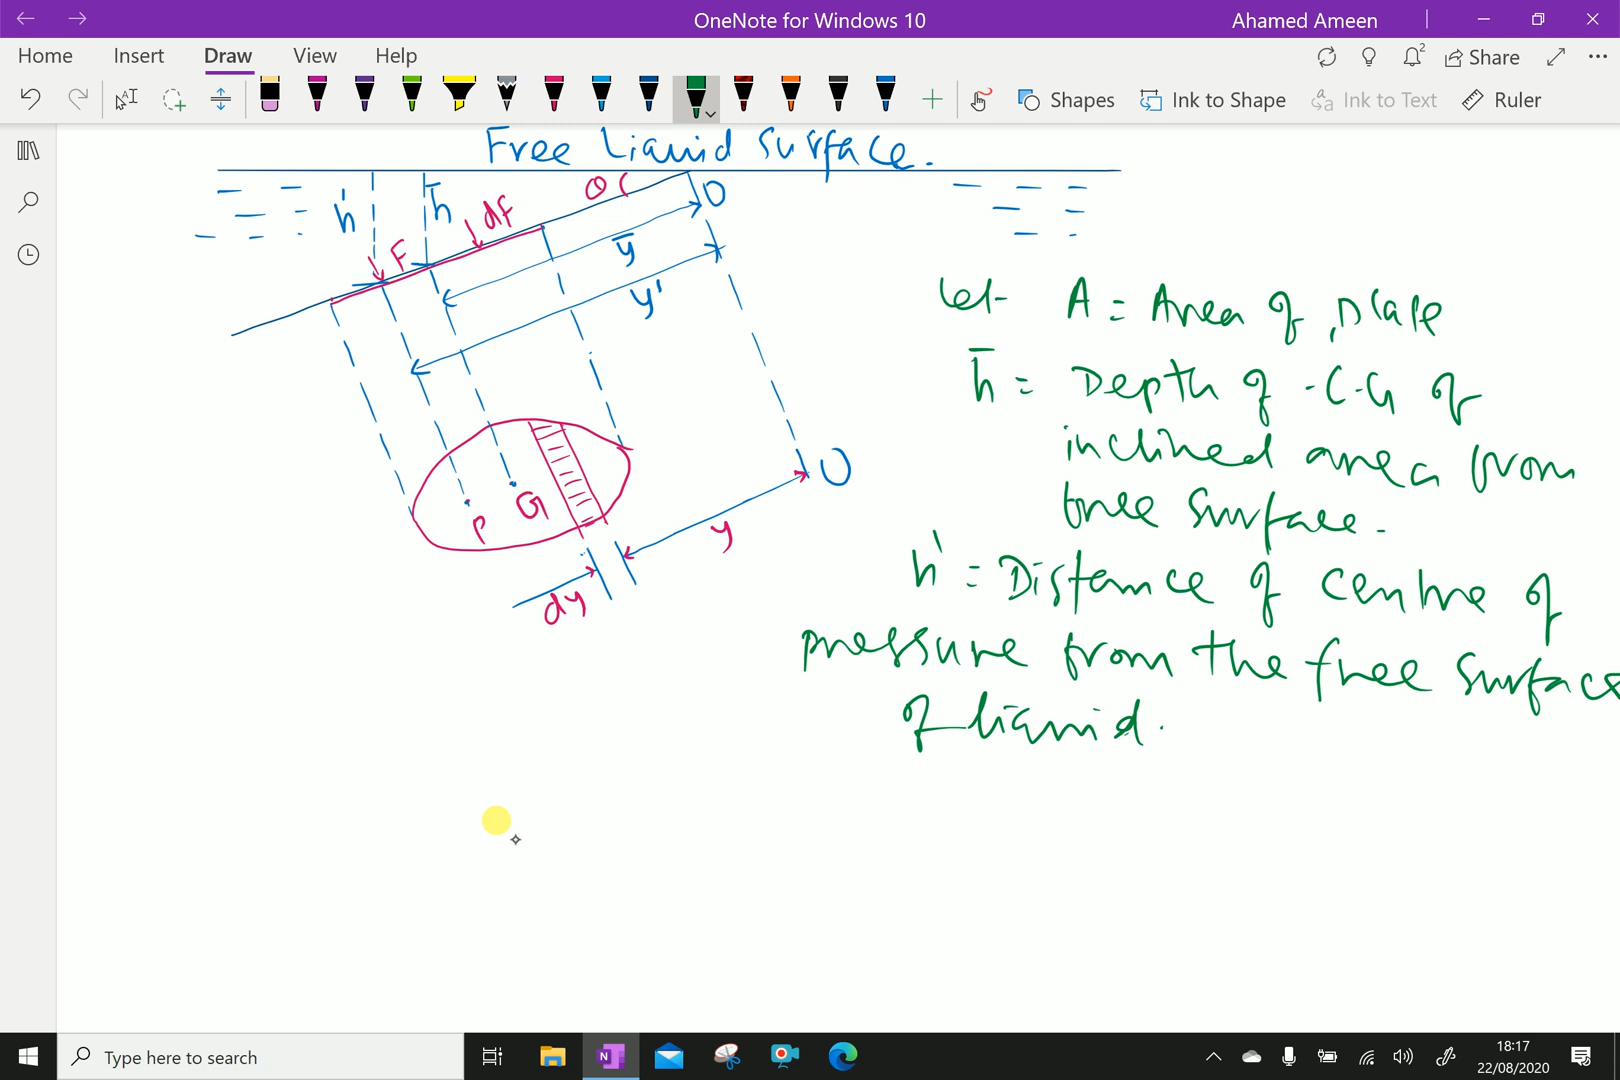 OneNote for Windows 10
Ahamed Ameen
Home Insert Draw View Help
2
Share
Shapes
Ink to Shape
Ink to Text
Ruler
Free Liquid Surface.
h' h̄ dF θ O
F
ȳ
y'
P G
O
y
dy
Let A = Area of plate
h̄ = Depth of C.G of
inclined area from
free surface.
h' = Distance of centre of
pressure from the free surface
of liquid.
Type here to search
18:17
22/08/2020